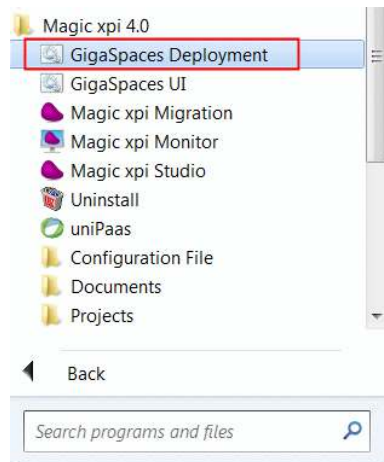 Magic xpi 4.0
GigaSpaces Deployment
GigaSpaces UI
Magic xpi Migration
Magic xpi Monitor
Magic xpi Studio
Uninstall
uniPaas
Configuration File
Documents
Projects
Back
Search programs and files